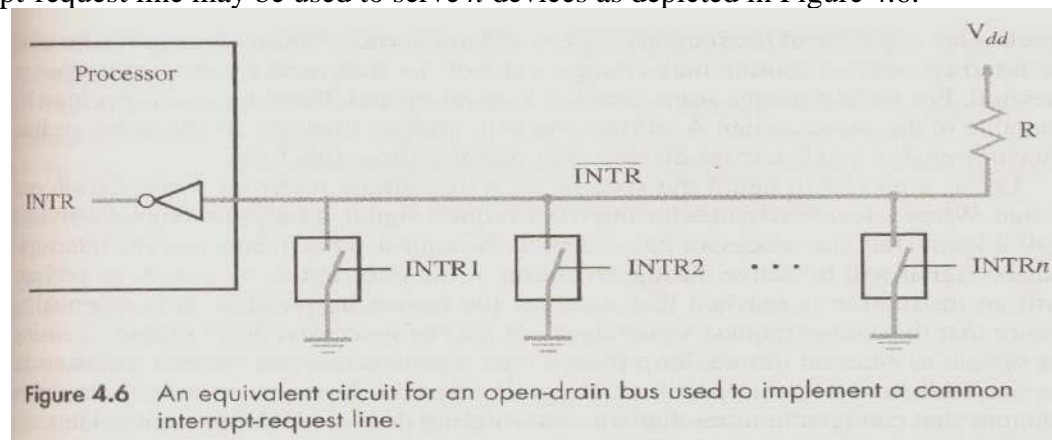 pt-request line may be used to serve n devices as depicted in Figure 4.6.
Vdd
Processor
R
INTR
INTR
INTR1
INTR2
• • •
INTRn
Figure 4.6 An equivalent circuit for an open-drain bus used to implement a common
interrupt-request line.